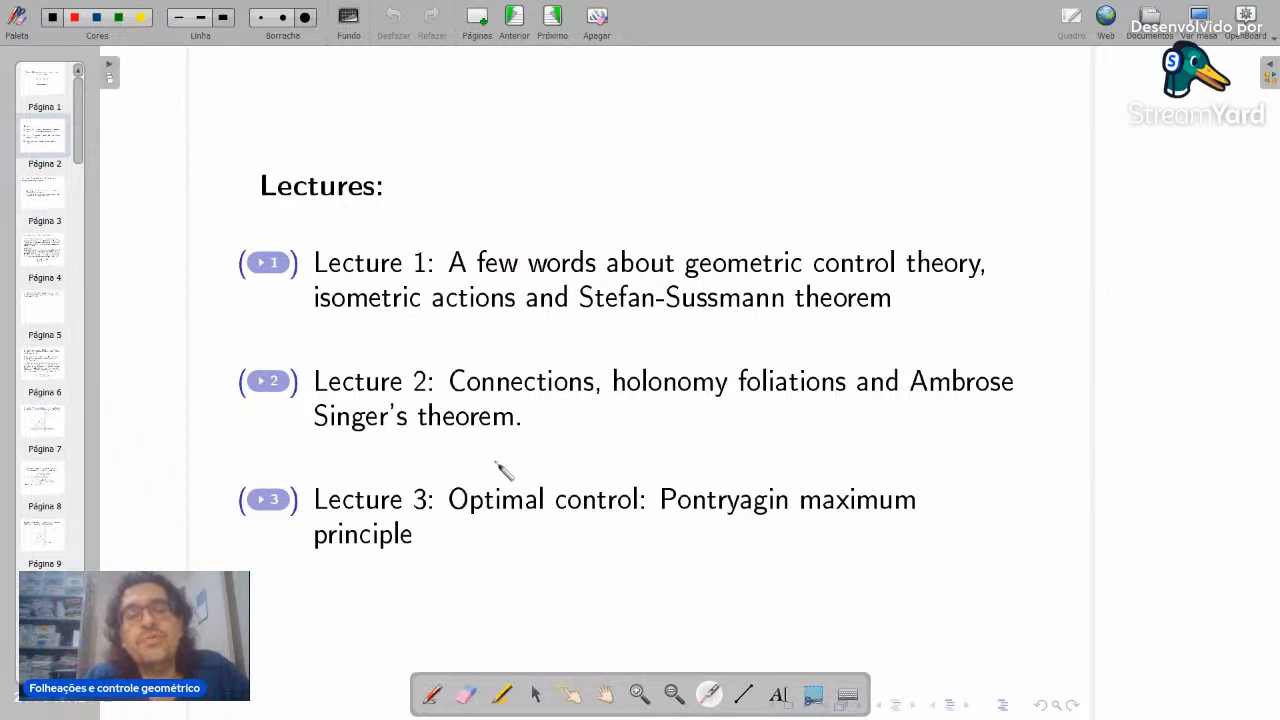 Paleta
Cores
Linha
Borracha
Fundo
Desfazer
Refazer
Páginas
Anterior
Próximo
Apagar
Quadro
Web
Documentos
Ver mesa
OpenBoard
Desenvolvido por
S
StreamYard
Página 1
Página 2
Página 3
Página 4
Página 5
Página 6
Página 7
Página 8
Página 9
Lectures:
( 1 ) Lecture 1: A few words about geometric control theory,
isometric actions and Stefan-Sussmann theorem
( 2 ) Lecture 2: Connections, holonomy foliations and Ambrose
Singer's theorem.
( 3 ) Lecture 3: Optimal control: Pontryagin maximum
principle
Folheações e controle geométrico